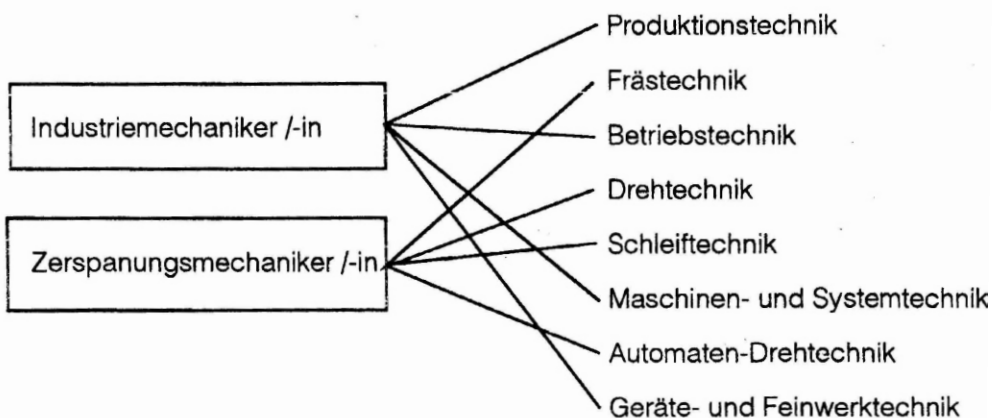 Produktionstechnik
Frästechnik
Industriemechaniker /-in
Betriebstechnik
Drehtechnik
Schleiftechnik
Zerspanungsmechaniker /-in
Maschinen- und Systemtechnik
Automaten-Drehtechnik
Geräte- und Feinwerktechnik